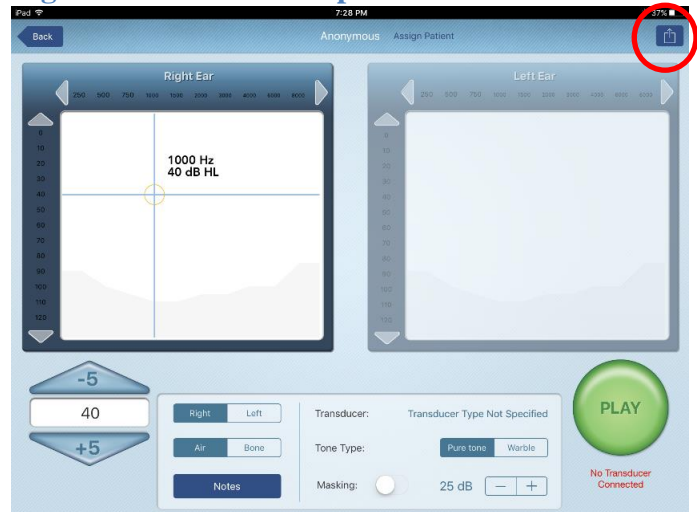 iPad 7:28 PM 37%
Back Anonymous Assign Patient
Right Ear
250 500 750 1000 1500 2000 3000 4000 6000 8000
0
10
20
30
40
50
60
70
80
90
100
110
120
1000 Hz
40 dB HL
Left Ear
250 500 750 1000 1500 2000 3000 4000 6000 8000
0
10
20
30
40
50
60
70
80
90
100
110
120
-5
40
+5
Right Left
Air Bone
Notes
Transducer: Transducer Type Not Specified
Tone Type: Pure tone Warble
Masking: 25 dB − +
PLAY
No Transducer
Connected